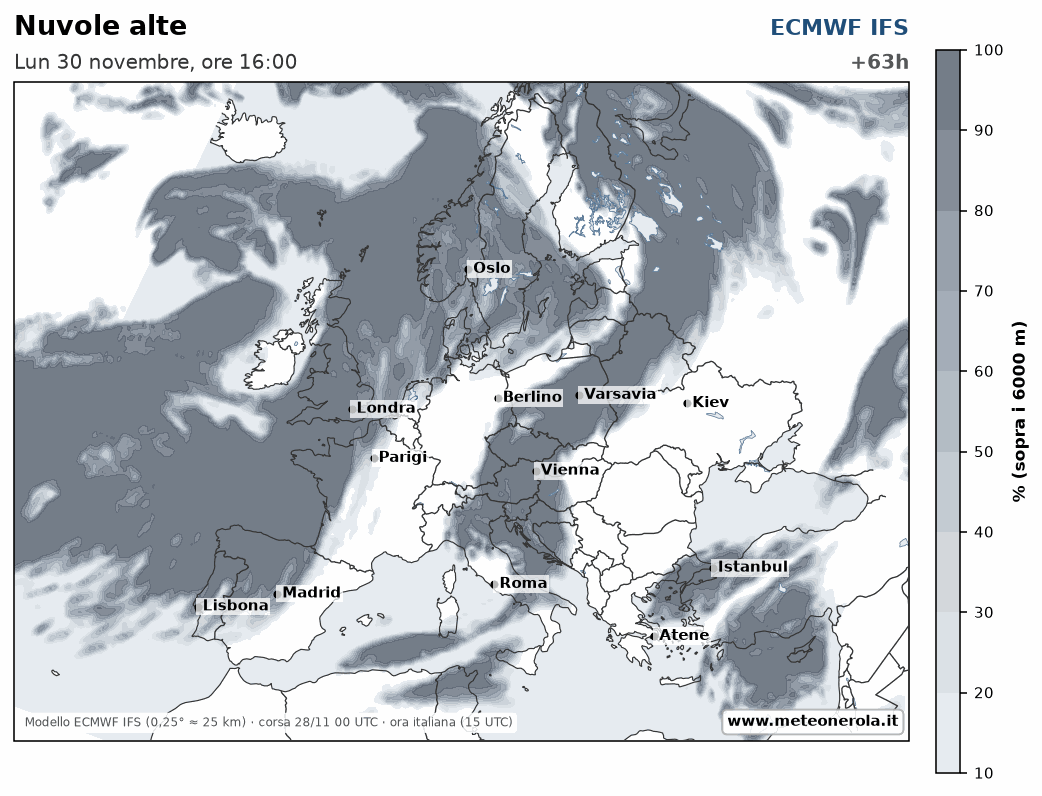 Nuvole alte
ECMWF IFS
Lun 30 novembre, ore 16:00
+63h
100
90
80
70
60
50
40
30
20
10
% (sopra i 6000 m)
Oslo
Londra
Berlino
Varsavia
Kiev
Parigi
Vienna
Istanbul
Roma
Madrid
Lisbona
Atene
Modello ECMWF IFS (0,25° ≈ 25 km) · corsa 28/11 00 UTC · ora italiana (15 UTC)
www.meteonerola.it